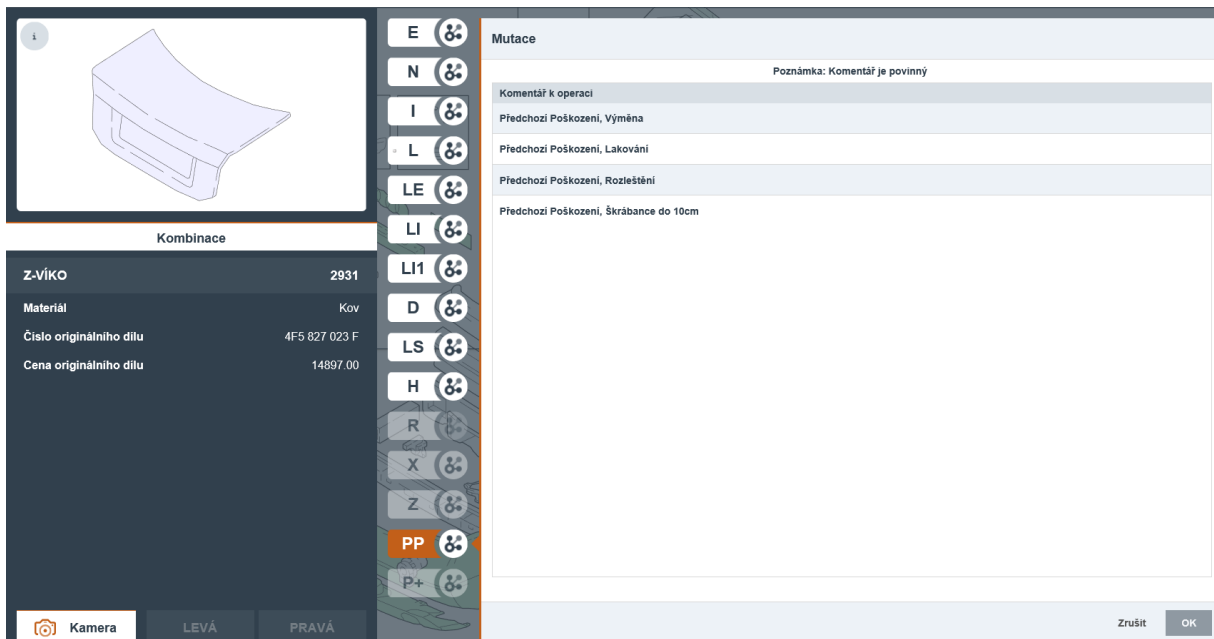 i
Kombinace
Z-VÍKO 2931
Materiál Kov
Číslo originálního dílu 4F5 827 023 F
Cena originálního dílu 14897.00
Kamera
LEVÁ
PRAVÁ
E
N
I
L
LE
LI
LI1
D
LS
H
R
X
Z
PP
P+
Mutace
Poznámka: Komentář je povinný
Komentář k operaci
Předchozí Poškození, Výměna
Předchozí Poškození, Lakování
Předchozí Poškození, Rozleštění
Předchozí Poškození, Škrábance do 10cm
Zrušit
OK